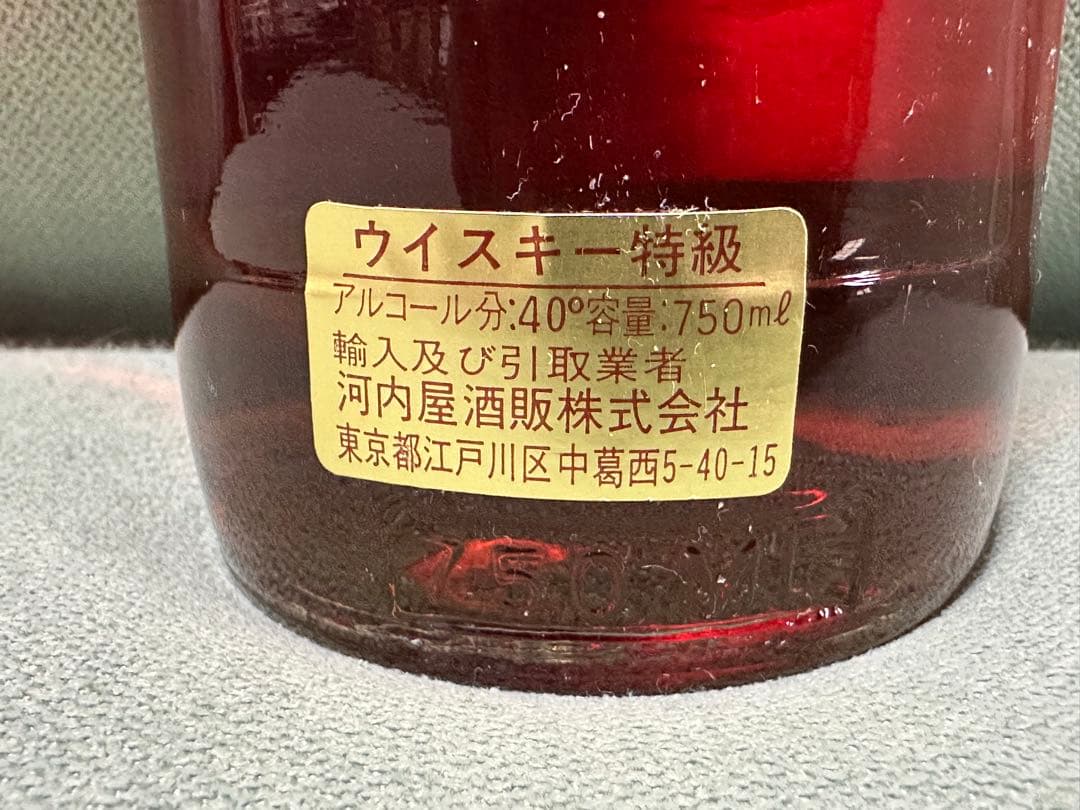 ウイスキー特級
アルコール分:40°容量:750mℓ
輸入及び引取業者
河内屋酒販株式会社
東京都江戸川区中葛西5-40-15
750 ML